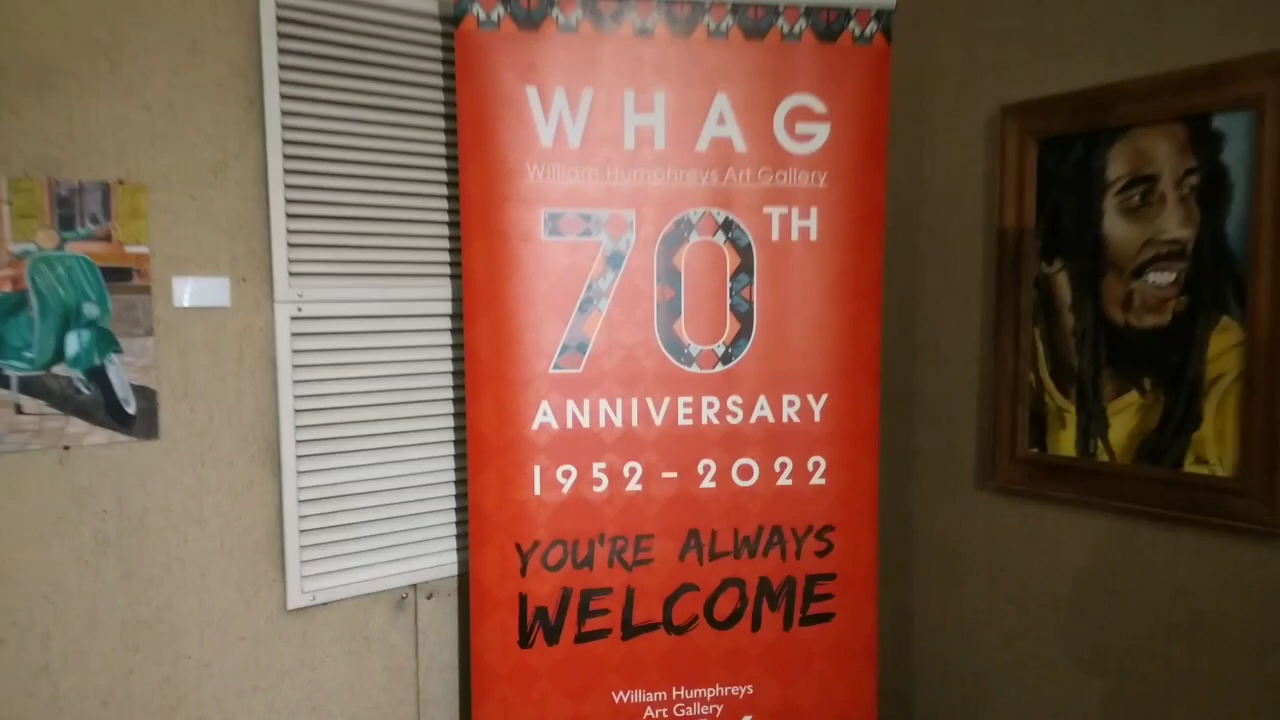 WHAG
William Humphreys Art Gallery
70TH
ANNIVERSARY
1952-2022
YOU'RE ALWAYS
WELCOME
William Humphreys
Art Gallery